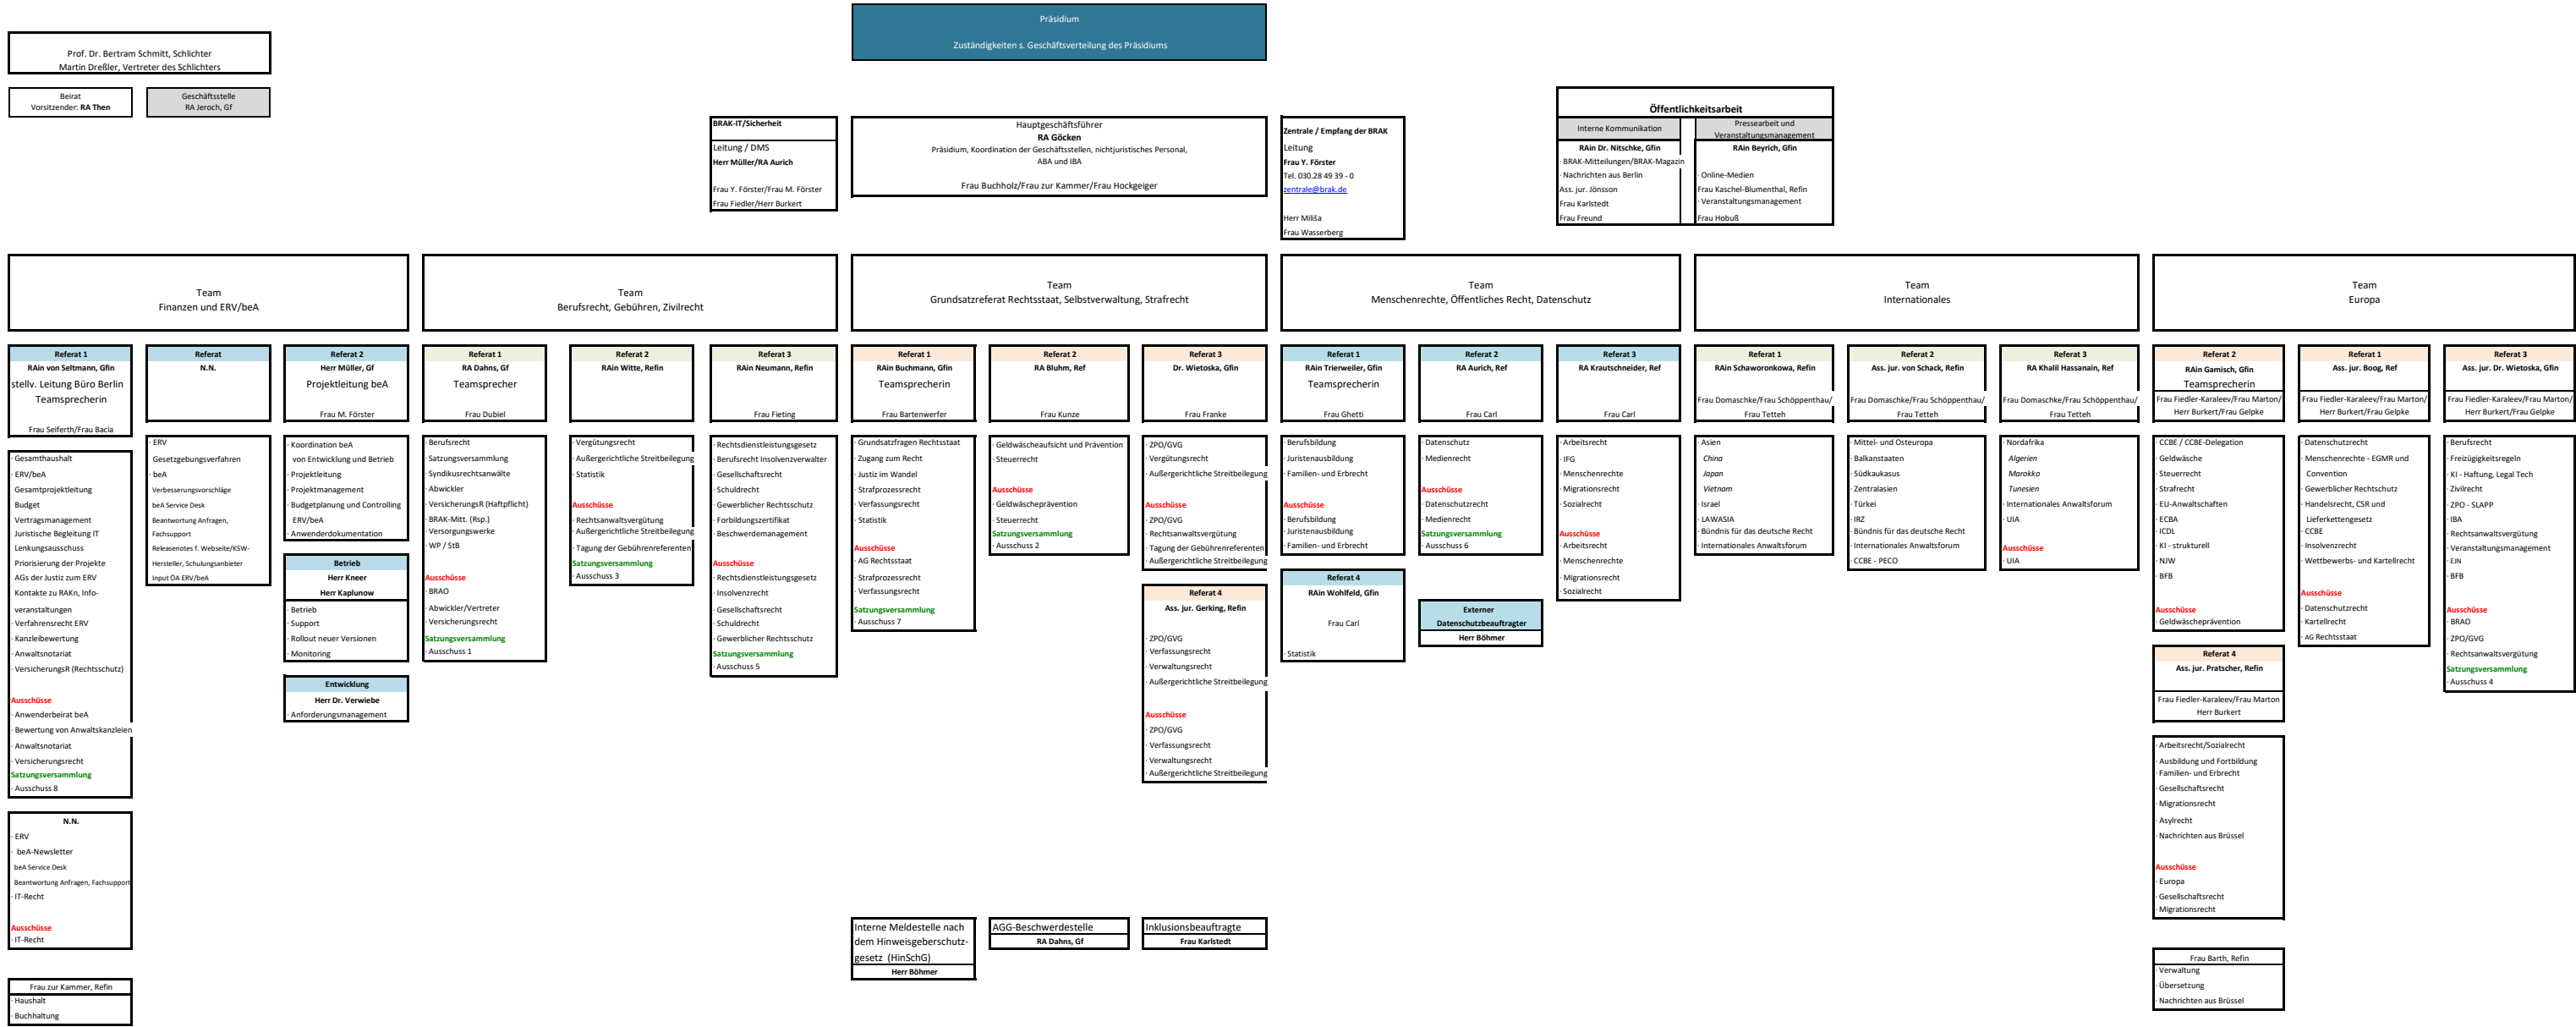 Präsidium
Zuständigkeiten s. Geschäftsverteilung des Präsidiums
Prof. Dr. Bertram Schmitt, Schlichter
Martin Dreßler, Vertreter des Schlichters
Beirat
Vorsitzender: RA Then
Geschäftsstelle
RA Jeroch, Gf
BRAK-IT/Sicherheit
Leitung / DMS
Herr Müller/RA Aurich
Frau Y. Förster/Frau M. Förster
Frau Fiedler/Herr Burkert
Hauptgeschäftsführer
RA Göcken
Präsidium, Koordination der Geschäftsstellen, nichtjuristisches Personal,
ABA und IBA
Frau Buchholz/Frau zur Kammer/Frau Hockgeiger
Zentrale / Empfang der BRAK
Leitung
Frau Y. Förster
Tel. 030.28 49 39 - 0
zentrale@brak.de
Herr Miliša
Frau Wasserberg
Öffentlichkeitsarbeit
Interne Kommunikation
RAin Dr. Nitschke, Gfin
· BRAK-Mitteilungen/BRAK-Magazin
· Nachrichten aus Berlin
Ass. jur. Jönsson
Frau Karlstedt
Frau Freund
Pressearbeit und
Veranstaltungsmanagement
RAin Beyrich, Gfin
· Online-Medien
Frau Kaschel-Blumenthal, Refin
· Veranstaltungsmanagement
Frau Hobuß
Team
Finanzen und ERV/beA
Team
Berufsrecht, Gebühren, Zivilrecht
Team
Grundsatzreferat Rechtsstaat, Selbstverwaltung, Strafrecht
Team
Menschenrechte, Öffentliches Recht, Datenschutz
Team
Internationales
Team
Europa
Referat 1
RAin von Seltmann, Gfin
stellv. Leitung Büro Berlin
Teamsprecherin
Frau Seiferth/Frau Bacia
· Gesamthaushalt
· ERV/beA
Gesamtprojektleitung
Budget
Vertragsmanagement
Juristische Begleitung IT
Lenkungsausschuss
Priorisierung der Projekte
AGs der Justiz zum ERV
Kontakte zu RAKn, Info-
veranstaltungen
· Verfahrensrecht ERV
· Kanzleibewertung
· Anwaltsnotariat
· VersicherungsR (Rechtsschutz)
Ausschüsse
· Anwenderbeirat beA
· Bewertung von Anwaltskanzleien
· Anwaltsnotariat
· Versicherungsrecht
Satzungsversammlung
· Ausschuss 8
N.N.
· ERV
· beA-Newsletter
beA Service Desk
Beantwortung Anfragen, Fachsupport
· IT-Recht
Ausschüsse
· IT-Recht
Frau zur Kammer, Refin
· Haushalt
· Buchhaltung
Referat
N.N.
· ERV
Gesetzgebungsverfahren
· beA
Verbesserungsvorschläge
beA Service Desk
Beantwortung Anfragen,
Fachsupport
Releasenotes f. Webseite/KSW-
Hersteller, Schulungsanbieter
Input ÖA ERV/beA
Referat 2
Herr Müller, Gf
Projektleitung beA
Frau M. Förster
· Koordination beA
von Entwicklung und Betrieb
· Projektleitung
· Projektmanagement
· Budgetplanung und Controlling
ERV/beA
· Anwenderdokumentation
Betrieb
Herr Kneer
Herr Kaplunow
· Betrieb
· Support
· Rollout neuer Versionen
· Monitoring
Entwicklung
Herr Dr. Verwiebe
· Anforderungsmanagement
Referat 1
RA Dahns, Gf
Teamsprecher
Frau Dubiel
· Berufsrecht
· Satzungsversammlung
· Syndikusrechtsanwälte
· Abwickler
· VersicherungsR (Haftpflicht)
· BRAK-Mitt. (Rsp.)
· Versorgungswerke
· WP / StB
Ausschüsse
· BRAO
· Abwickler/Vertreter
· Versicherungsrecht
Satzungsversammlung
· Ausschuss 1
Referat 2
RAin Witte, Refin
· Vergütungsrecht
· Außergerichtliche Streitbeilegung
· Statistik
Ausschüsse
· Rechtsanwaltsvergütung
· Außergerichtliche Streitbeilegung
· Tagung der Gebührenreferenten
Satzungsversammlung
· Ausschuss 3
Referat 3
RAin Neumann, Refin
Frau Fieting
· Rechtsdienstleistungsgesetz
· Berufsrecht Insolvenzverwalter
· Gesellschaftsrecht
· Schuldrecht
· Gewerblicher Rechtsschutz
· Forbildungszertifikat
· Beschwerdemanagement
Ausschüsse
· Rechtsdienstleistungsgesetz
· Insolvenzrecht
· Gesellschaftsrecht
· Schuldrecht
· Gewerblicher Rechtsschutz
Satzungsversammlung
· Ausschuss 5
Referat 1
RAin Buchmann, Gfin
Teamsprecherin
Frau Bartenwerfer
· Grundsatzfragen Rechtsstaat
· Zugang zum Recht
· Justiz im Wandel
· Strafprozessrecht
· Verfassungsrecht
· Statistik
Ausschüsse
· AG Rechtsstaat
· Strafprozessrecht
· Verfassungsrecht
Satzungsversammlung
· Ausschuss 7
Referat 2
RA Bluhm, Ref
Frau Kunze
· Geldwäscheaufsicht und Prävention
· Steuerrecht
Ausschüsse
· Geldwäscheprävention
· Steuerrecht
Satzungsversammlung
· Ausschuss 2
Referat 3
Dr. Wietoska, Gfin
Frau Franke
· ZPO/GVG
· Vergütungsrecht
· Außergerichtliche Streitbeilegung
Ausschüsse
· ZPO/GVG
· Rechtsanwaltsvergütung
· Tagung der Gebührenreferenten
· Außergerichtliche Streitbeilegung
Referat 4
Ass. jur. Gerking, Refin
· ZPO/GVG
· Verfassungsrecht
· Verwaltungsrecht
· Außergerichtliche Streitbeilegung
Ausschüsse
· ZPO/GVG
· Verfassungsrecht
· Verwaltungsrecht
· Außergerichtliche Streitbeilegung
Interne Meldestelle nach
dem Hinweisgeberschutz-
gesetz (HinSchG)
Herr Böhmer
AGG-Beschwerdestelle
RA Dahns, Gf
Inklusionsbeauftragte
Frau Karlstedt
Referat 1
RAin Trierweiler, Gfin
Teamsprecherin
Frau Ghetti
· Berufsbildung
· Juristenausbildung
· Familien- und Erbrecht
Ausschüsse
· Berufsbildung
· Juristenausbildung
· Familien- und Erbrecht
Referat 4
RAin Wohlfeld, Gfin
Frau Carl
· Statistik
Referat 2
RA Aurich, Ref
Frau Carl
· Datenschutz
· Medienrecht
Ausschüsse
· Datenschutzrecht
· Medienrecht
Satzungsversammlung
· Ausschuss 6
Externer
Datenschutzbeauftragter
Herr Böhmer
Referat 3
RA Krautschneider, Ref
Frau Carl
· Arbeitsrecht
· IFG
· Menschenrechte
· Migrationsrecht
· Sozialrecht
Ausschüsse
· Arbeitsrecht
· Menschenrechte
· Migrationsrecht
· Sozialrecht
Referat 1
RAin Schaworonkowa, Refin
Frau Domaschke/Frau Schöppenthau/
Frau Tetteh
· Asien
China
Japan
Vietnam
· Israel
· LAWASIA
· Bündnis für das deutsche Recht
· Internationales Anwaltsforum
Referat 2
Ass. jur. von Schack, Refin
Frau Domaschke/Frau Schöppenthau/
Frau Tetteh
· Mittel- und Osteuropa
· Balkanstaaten
· Südkaukasus
· Zentralasien
· Türkei
· IRZ
· Bündnis für das deutsche Recht
· Internationales Anwaltsforum
· CCBE - PECO
Referat 3
RA Khalil Hassanain, Ref
Frau Domaschke/Frau Schöppenthau/
Frau Tetteh
· Nordafrika
Algerien
Marokko
Tunesien
· Internationales Anwaltsforum
· UIA
Ausschüsse
· UIA
Referat 2
RAin Gamisch, Gfin
Teamsprecherin
Frau Fiedler-Karaleev/Frau Marton/
Herr Burkert/Frau Gelpke
· CCBE / CCBE-Delegation
· Geldwäsche
· Steuerrecht
· Strafrecht
· EU-Anwaltschaften
· ECBA
· ICDL
· KI - strukturell
· NJW
· BFB
Ausschüsse
· Geldwäscheprävention
Referat 4
Ass. jur. Pratscher, Refin
Frau Fiedler-Karaleev/Frau Marton
Herr Burkert
· Arbeitsrecht/Sozialrecht
· Ausbildung und Fortbildung
· Familien- und Erbrecht
· Gesellschaftsrecht
· Migrationsrecht
· Asylrecht
· Nachrichten aus Brüssel
Ausschüsse
· Europa
· Gesellschaftsrecht
· Migrationsrecht
Frau Barth, Refin
· Verwaltung
· Übersetzung
· Nachrichten aus Brüssel
Referat 1
Ass. jur. Boog, Ref
Frau Fiedler-Karaleev/Frau Marton/
Herr Burkert/Frau Gelpke
· Datenschutzrecht
· Menschenrechte - EGMR und
Convention
· Gewerblicher Rechtsschutz
· Handelsrecht, CSR und
Lieferkettengesetz
· CCBE
· Insolvenzrecht
· Wettbewerbs- und Kartellrecht
Ausschüsse
· Datenschutzrecht
· Kartellrecht
· AG Rechtsstaat
Referat 3
Ass. jur. Dr. Wietoska, Gfin
Frau Fiedler-Karaleev/Frau Marton/
Herr Burkert/Frau Gelpke
· Berufsrecht
· Freizügigkeitsregeln
· KI - Haftung, Legal Tech
· Zivilrecht
· ZPO - SLAPP
· IBA
· Rechtsanwaltsvergütung
· Veranstaltungsmanagement
· EJN
· BFB
Ausschüsse
· BRAO
· ZPO/GVG
· Rechtsanwaltsvergütung
Satzungsversammlung
· Ausschuss 4